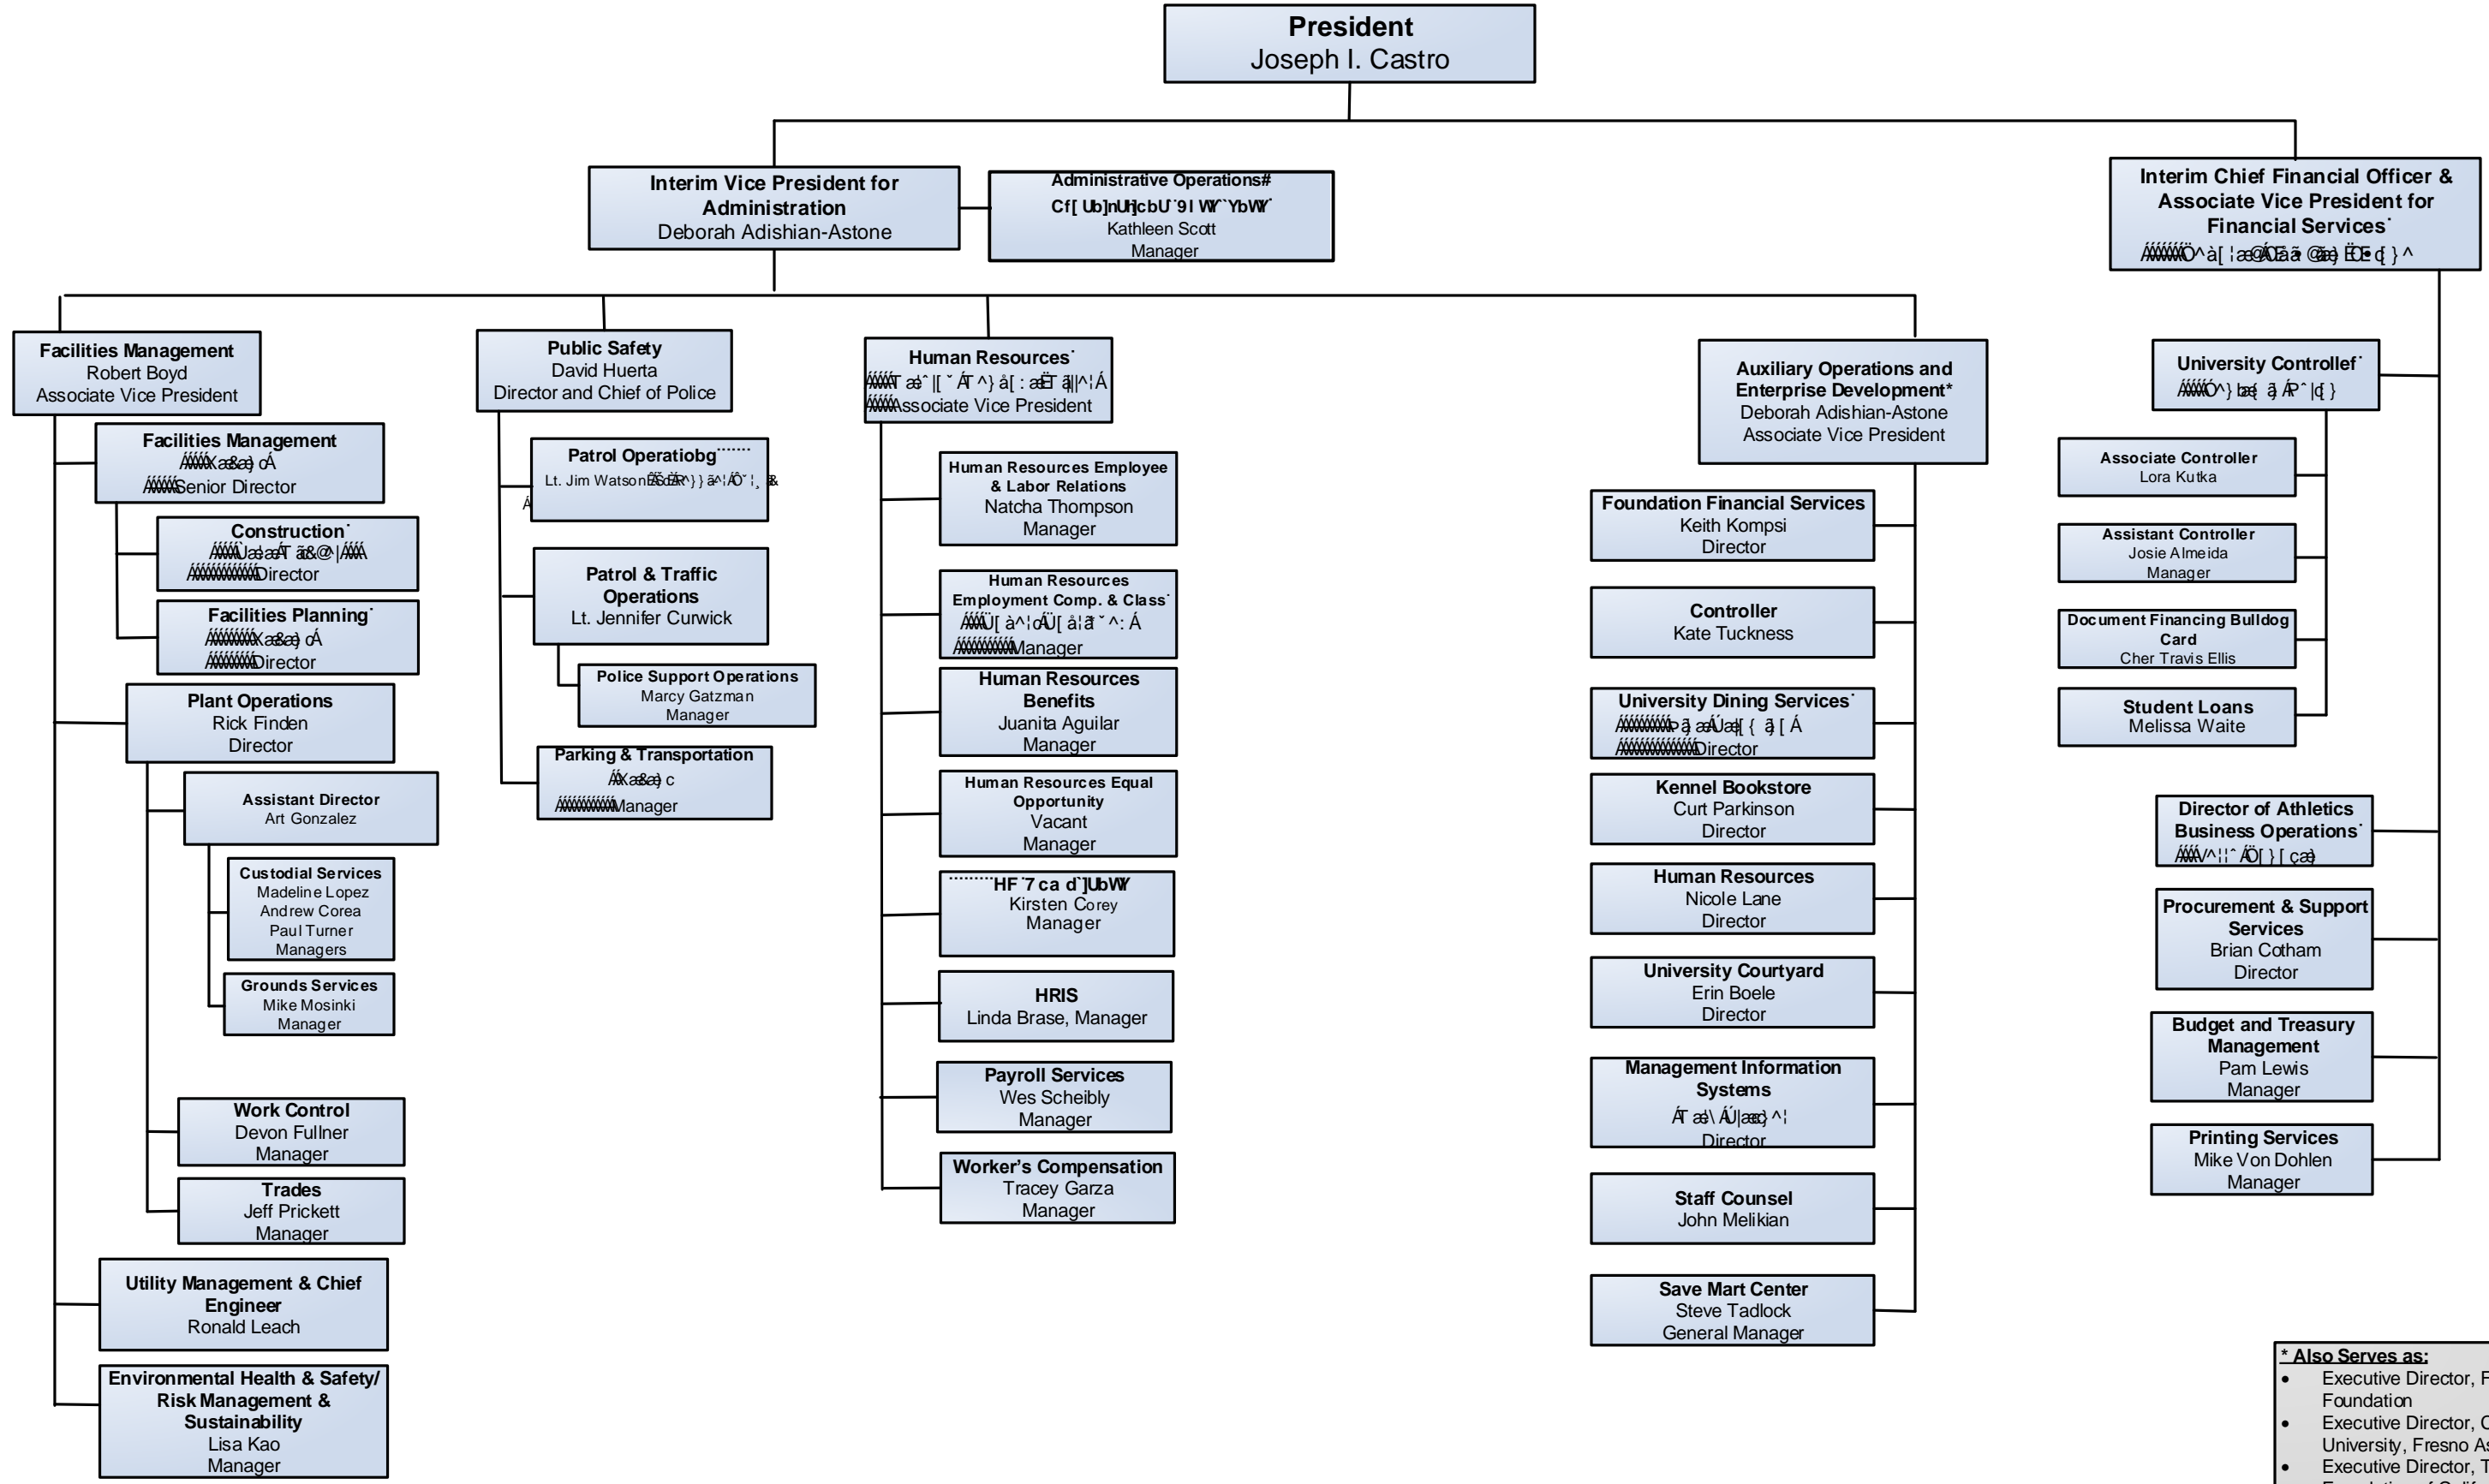 President
Joseph I. Castro
Interim Vice President for
Administration
Deborah Adishian-Astone
Administrative Operations#
Kathleen Scott
Manager
Interim Chief Financial Officer &
Associate Vice President for
Financial Services
Facilities Management
Robert Boyd
Associate Vice President
Facilities Management
Senior Director
Construction
Director
Facilities Planning
Director
Plant Operations
Rick Finden
Director
Assistant Director
Art Gonzalez
Custodial Services
Madeline Lopez
Andrew Corea
Paul Turner
Managers
Grounds Services
Mike Mosinki
Manager
Work Control
Devon Fullner
Manager
Trades
Jeff Prickett
Manager
Utility Management & Chief
Engineer
Ronald Leach
Environmental Health & Safety/
Risk Management &
Sustainability
Lisa Kao
Manager
Public Safety
David Huerta
Director and Chief of Police
Patrol Operatiobg
Lt. Jim Watson
Patrol & Traffic
Operations
Lt. Jennifer Curwick
Police Support Operations
Marcy Gatzman
Manager
Parking & Transportation
Manager
Human Resources
Associate Vice President
Human Resources Employee
& Labor Relations
Natcha Thompson
Manager
Human Resources
Employment Comp. & Class
Manager
Human Resources
Benefits
Juanita Aguilar
Manager
Human Resources Equal
Opportunity
Vacant
Manager
Kirsten Corey
Manager
HRIS
Linda Brase, Manager
Payroll Services
Wes Scheibly
Manager
Worker's Compensation
Tracey Garza
Manager
Auxiliary Operations and
Enterprise Development*
Deborah Adishian-Astone
Associate Vice President
Foundation Financial Services
Keith Kompsi
Director
Controller
Kate Tuckness
University Dining Services
Director
Kennel Bookstore
Curt Parkinson
Director
Human Resources
Nicole Lane
Director
University Courtyard
Erin Boele
Director
Management Information
Systems
Director
Staff Counsel
John Melikian
Save Mart Center
Steve Tadlock
General Manager
University Controllef
Associate Controller
Lora Kutka
Assistant Controller
Josie Almeida
Manager
Document Financing Bulldog
Card
Cher Travis Ellis
Student Loans
Melissa Waite
Director of Athletics
Business Operations
Procurement & Support
Services
Brian Cotham
Director
Budget and Treasury
Management
Pam Lewis
Manager
Printing Services
Mike Von Dohlen
Manager
* Also Serves as:
• Executive Director, F
Foundation
• Executive Director, 
University, Fresno As
• Executive Director, T